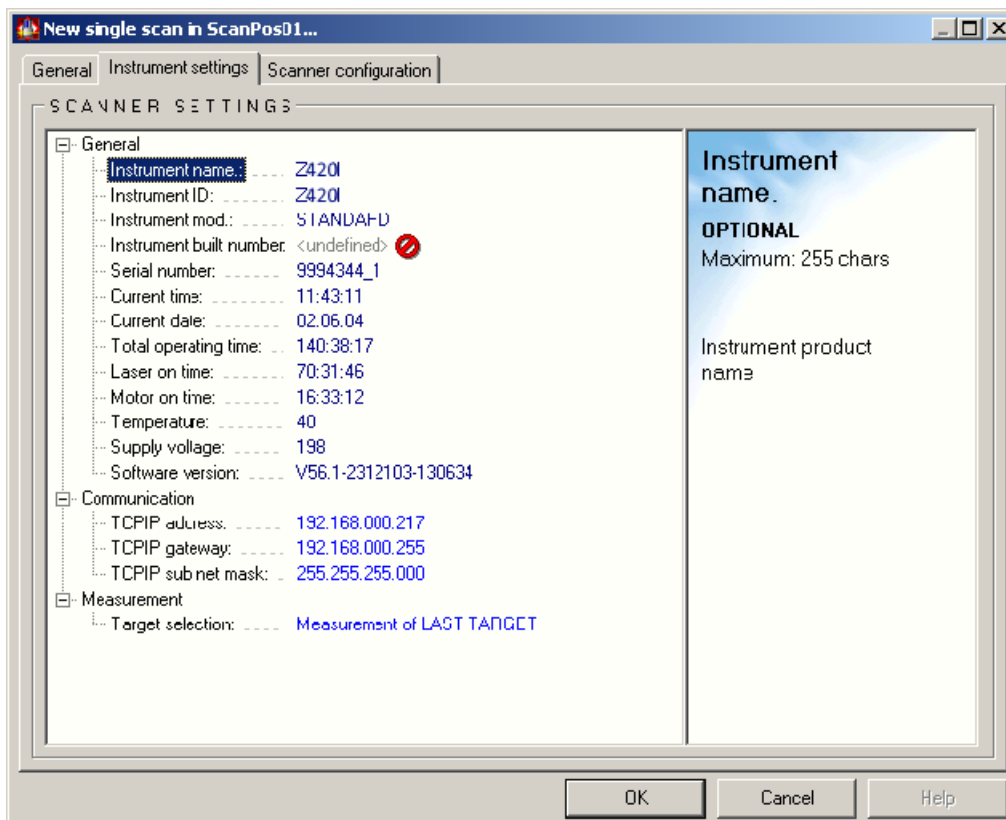 New single scan in ScanPos01...
General Instrument settings Scanner configuration
SCANNER SETTINGS
General
Instrument name.: Z420I
Instrument ID: Z420I
Instrument mod.: STANDARD
Instrument built number: <undefined>
Serial number: 9994344_1
Current time: 11:43:11
Current date: 02.06.04
Total operating time: 140:38:17
Laser on time: 70:31:46
Motor on time: 16:33:12
Temperature: 40
Supply voltage: 198
Software version: V56.1-2312103-130634
Communication
TCPIP address: 192.168.000.217
TCPIP gateway: 192.168.000.255
TCPIP sub net mask: 255.255.255.000
Measurement
Target selection: Measurement of LAST TARGET
Instrument
name.
OPTIONAL
Maximum: 255 chars
Instrument product
name
OK Cancel Help